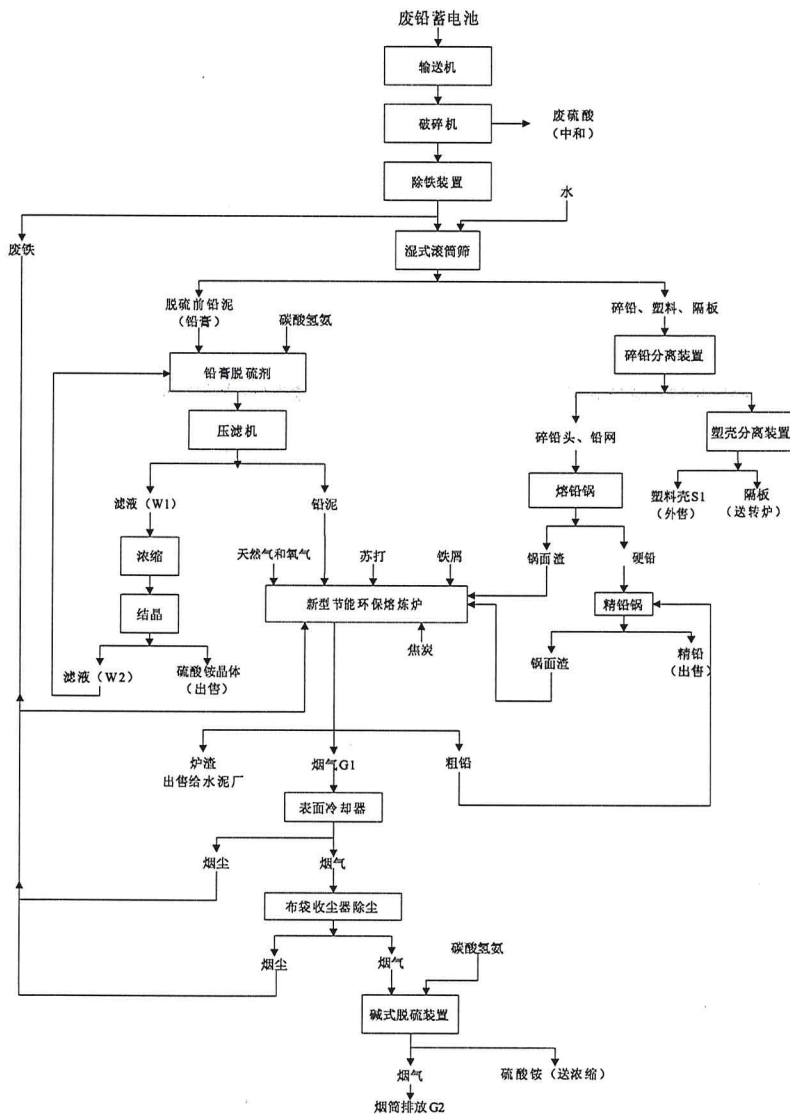 废铅蓄电池
输送机
破碎机
废硫酸
（中和）
除铁装置
水
废铁
湿式滚筒筛
脱硫前铅泥
（铅膏）
碳酸氢氨
碎铅、塑料、隔板
铅膏脱硫剂
碎铅分离装置
压滤机
碎铅头、铅网
塑壳分离装置
滤液（W1）
铅泥
熔铅锅
塑料壳S1
（外售）
隔板
（送转炉）
浓缩
天然气和氧气
苏打
铁屑
锅面渣
硬铅
结晶
新型节能环保熔炼炉
精铅锅
焦炭
滤液（W2）
硫酸铵晶体
（出售）
锅面渣
精铅
（出售）
炉渣
出售给水泥厂
烟气G1
粗铅
表面冷却器
烟尘
烟气
布袋收尘器除尘
烟尘
烟气
碳酸氢氨
碱式脱硫装置
烟气
硫酸铵（送浓缩）
烟筒排放G2